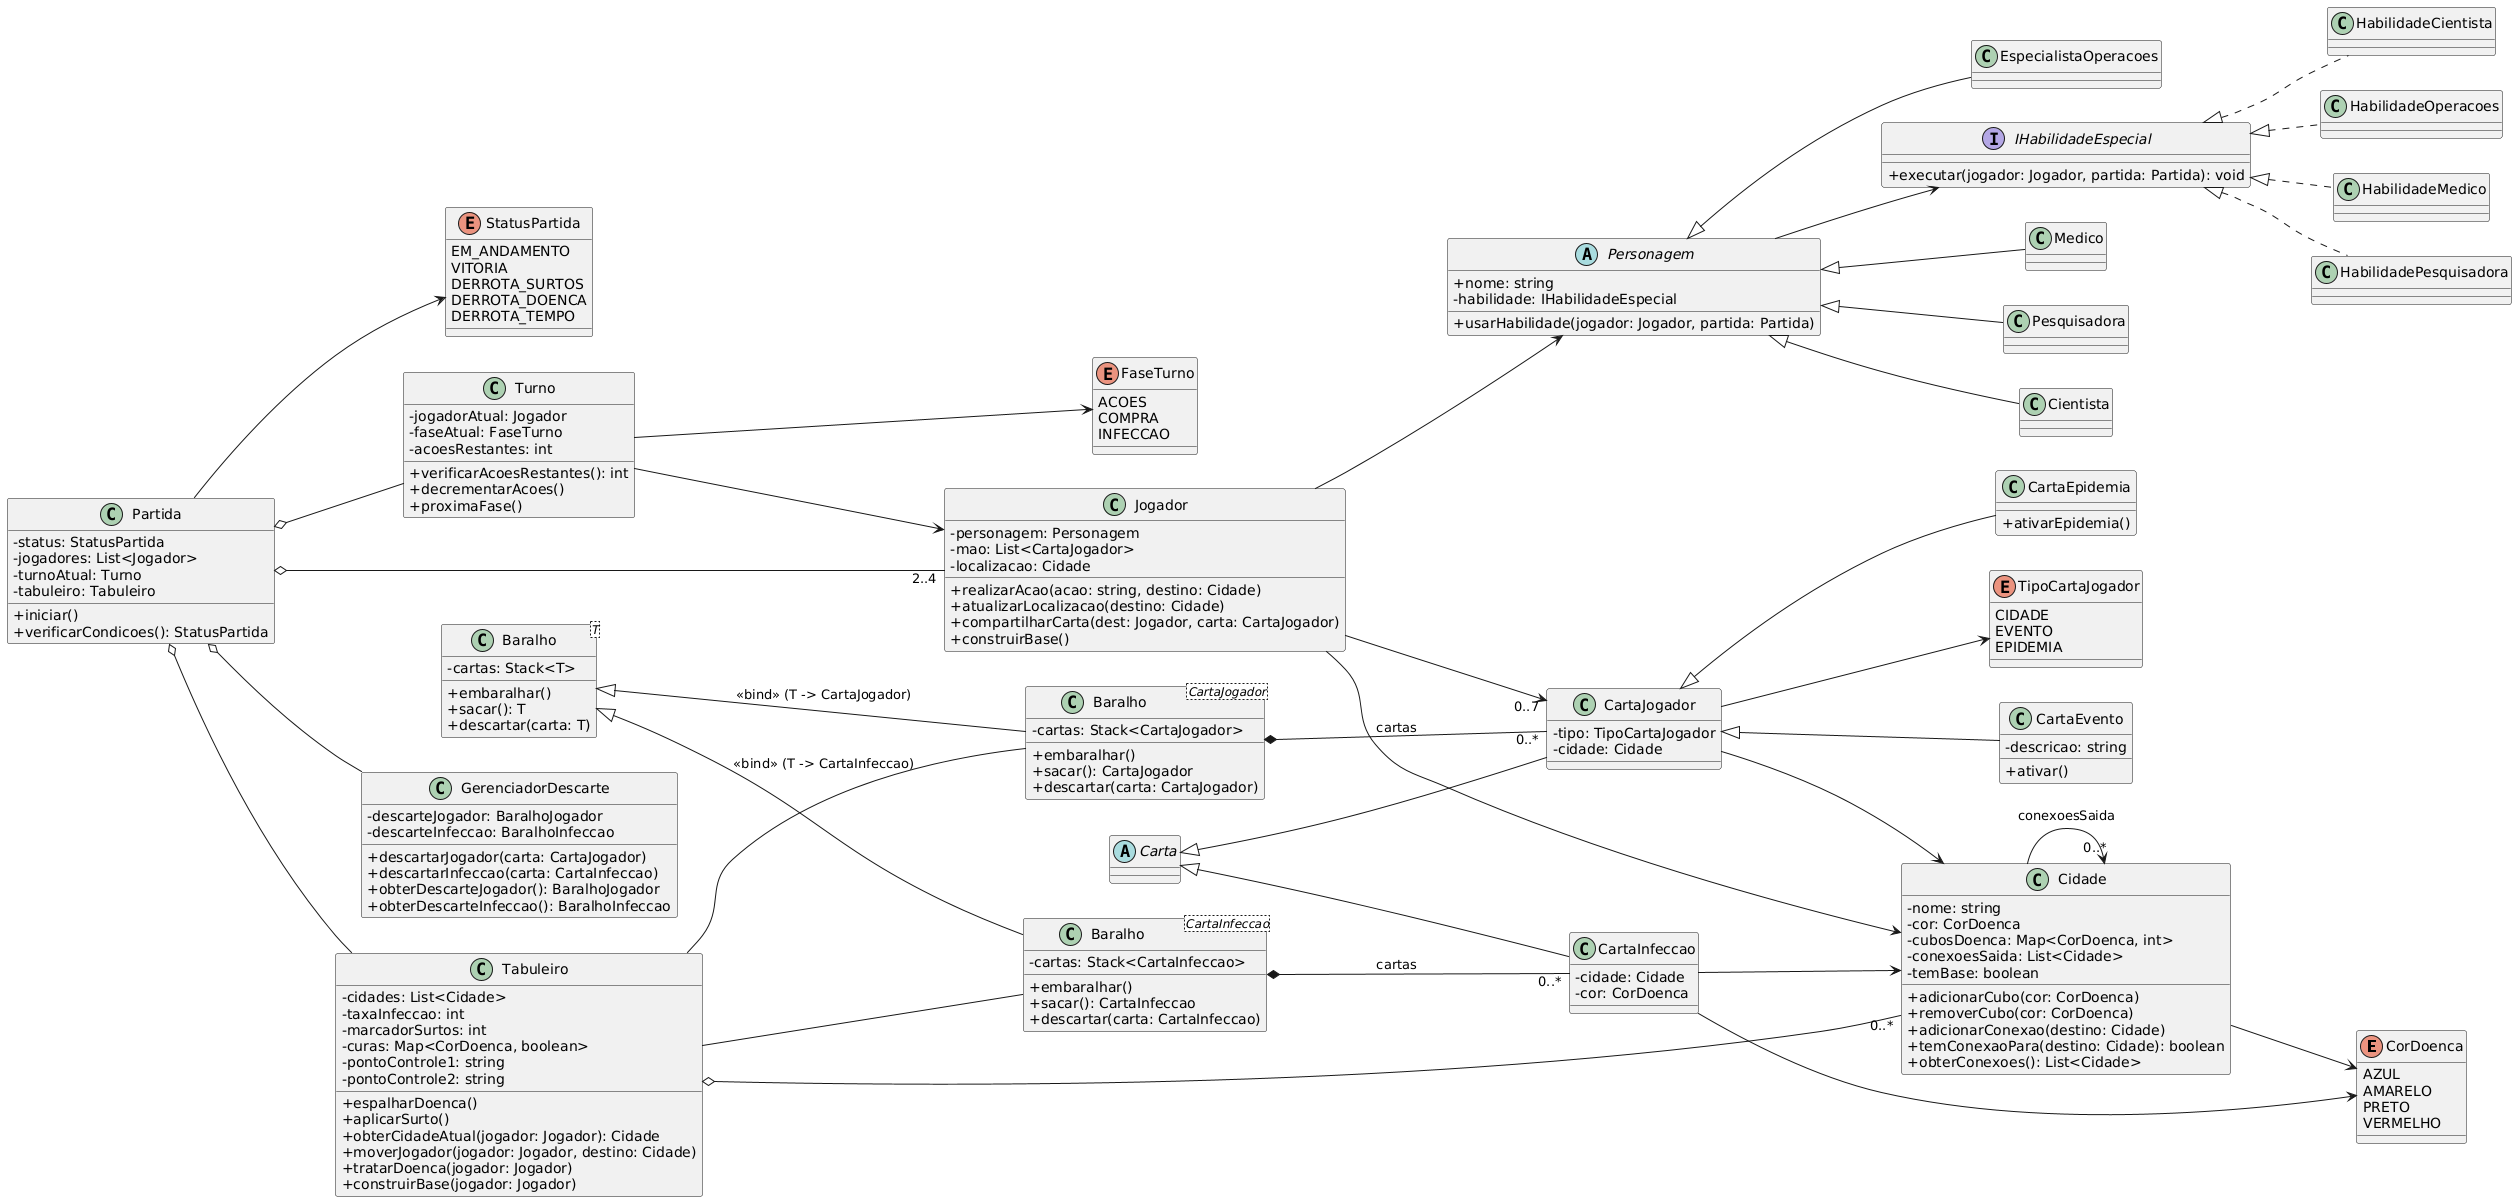 HabilidadeCientista
EspecialistaOperacoes
HabilidadeOperacoes
IHabilidadeEspecial
+executar(jogador: Jogador, partida: Partida): void
HabilidadeMedico
HabilidadePesquisadora
StatusPartida
EM_ANDAMENTO
VITORIA
DERROTA_SURTOS
DERROTA_DOENCA
DERROTA_TEMPO
Personagem
+nome: string
-habilidade: IHabilidadeEspecial
+usarHabilidade(jogador: Jogador, partida: Partida)
Medico
Pesquisadora
Cientista
Turno
-jogadorAtual: Jogador
-faseAtual: FaseTurno
-acoesRestantes: int
+verificarAcoesRestantes(): int
+decrementarAcoes()
+proximaFase()
FaseTurno
ACOES
COMPRA
INFECCAO
Partida
-status: StatusPartida
-jogadores: List<Jogador>
-turnoAtual: Turno
-tabuleiro: Tabuleiro
+iniciar()
+verificarCondicoes(): StatusPartida
2..4
Jogador
-personagem: Personagem
-mao: List<CartaJogador>
-localizacao: Cidade
+realizarAcao(acao: string, destino: Cidade)
+atualizarLocalizacao(destino: Cidade)
+compartilharCarta(dest: Jogador, carta: CartaJogador)
+construirBase()
CartaEpidemia
+ativarEpidemia()
TipoCartaJogador
CIDADE
EVENTO
EPIDEMIA
Baralho
T
-cartas: Stack<T>
+embaralhar()
+sacar(): T
+descartar(carta: T)
«bind» (T -> CartaJogador)
«bind» (T -> CartaInfeccao)
Baralho
CartaJogador
-cartas: Stack<CartaJogador>
+embaralhar()
+sacar(): CartaJogador
+descartar(carta: CartaJogador)
cartas
0..7
0..*
CartaJogador
-tipo: TipoCartaJogador
-cidade: Cidade
CartaEvento
-descricao: string
+ativar()
GerenciadorDescarte
-descarteJogador: BaralhoJogador
-descarteInfeccao: BaralhoInfeccao
+descartarJogador(carta: CartaJogador)
+descartarInfeccao(carta: CartaInfeccao)
+obterDescarteJogador(): BaralhoJogador
+obterDescarteInfeccao(): BaralhoInfeccao
Carta
conexoesSaida
0..*
Cidade
-nome: string
-cor: CorDoenca
-cubosDoenca: Map<CorDoenca, int>
-conexoesSaida: List<Cidade>
-temBase: boolean
+adicionarCubo(cor: CorDoenca)
+removerCubo(cor: CorDoenca)
+adicionarConexao(destino: Cidade)
+temConexaoPara(destino: Cidade): boolean
+obterConexoes(): List<Cidade>
Baralho
CartaInfeccao
-cartas: Stack<CartaInfeccao>
+embaralhar()
+sacar(): CartaInfeccao
+descartar(carta: CartaInfeccao)
cartas
0..*
CartaInfeccao
-cidade: Cidade
-cor: CorDoenca
0..*
Tabuleiro
-cidades: List<Cidade>
-taxaInfeccao: int
-marcadorSurtos: int
-curas: Map<CorDoenca, boolean>
-pontoControle1: string
-pontoControle2: string
+espalharDoenca()
+aplicarSurto()
+obterCidadeAtual(jogador: Jogador): Cidade
+moverJogador(jogador: Jogador, destino: Cidade)
+tratarDoenca(jogador: Jogador)
+construirBase(jogador: Jogador)
CorDoenca
AZUL
AMARELO
PRETO
VERMELHO